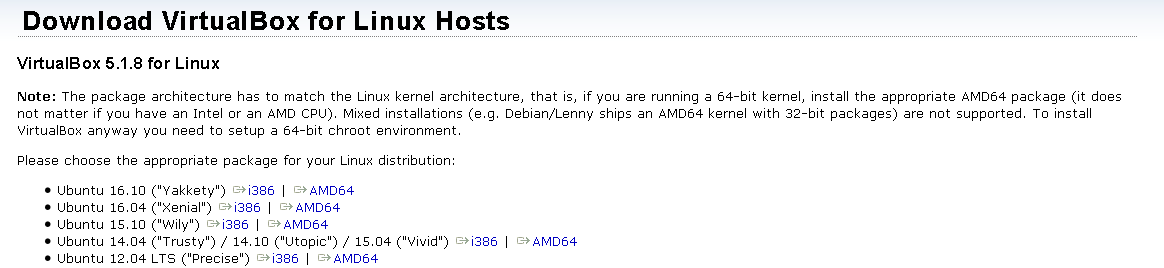 Download VirtualBox for Linux Hosts
VirtualBox 5.1.8 for Linux
Note: The package architecture has to match the Linux kernel architecture, that is, if you are running a 64-bit kernel, install the appropriate AMD64 package (it does
not matter if you have an Intel or an AMD CPU). Mixed installations (e.g. Debian/Lenny ships an AMD64 kernel with 32-bit packages) are not supported. To install
VirtualBox anyway you need to setup a 64-bit chroot environment.
Please choose the appropriate package for your Linux distribution:
• Ubuntu 16.10 ("Yakkety") i386 | AMD64
• Ubuntu 16.04 ("Xenial") i386 | AMD64
• Ubuntu 15.10 ("Wily") i386 | AMD64
• Ubuntu 14.04 ("Trusty") / 14.10 ("Utopic") / 15.04 ("Vivid") i386 | AMD64
• Ubuntu 12.04 LTS ("Precise") i386 | AMD64